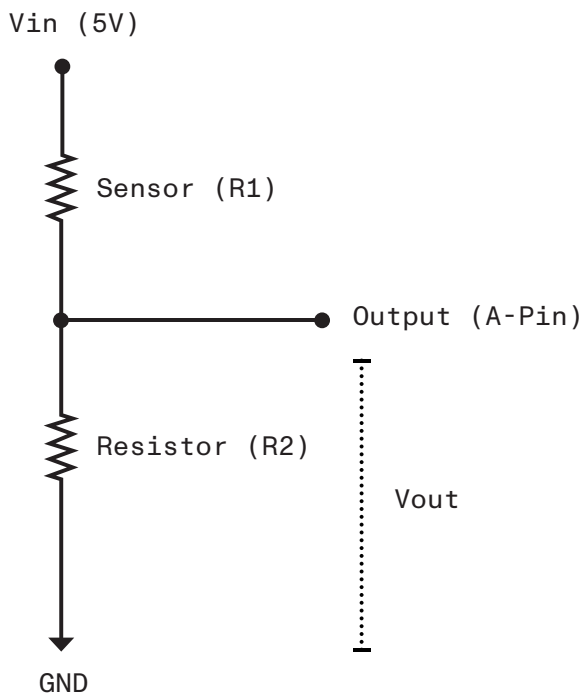 Vin (5V)
Sensor (R1)
Output (A-Pin)
Resistor (R2)
Vout
GND